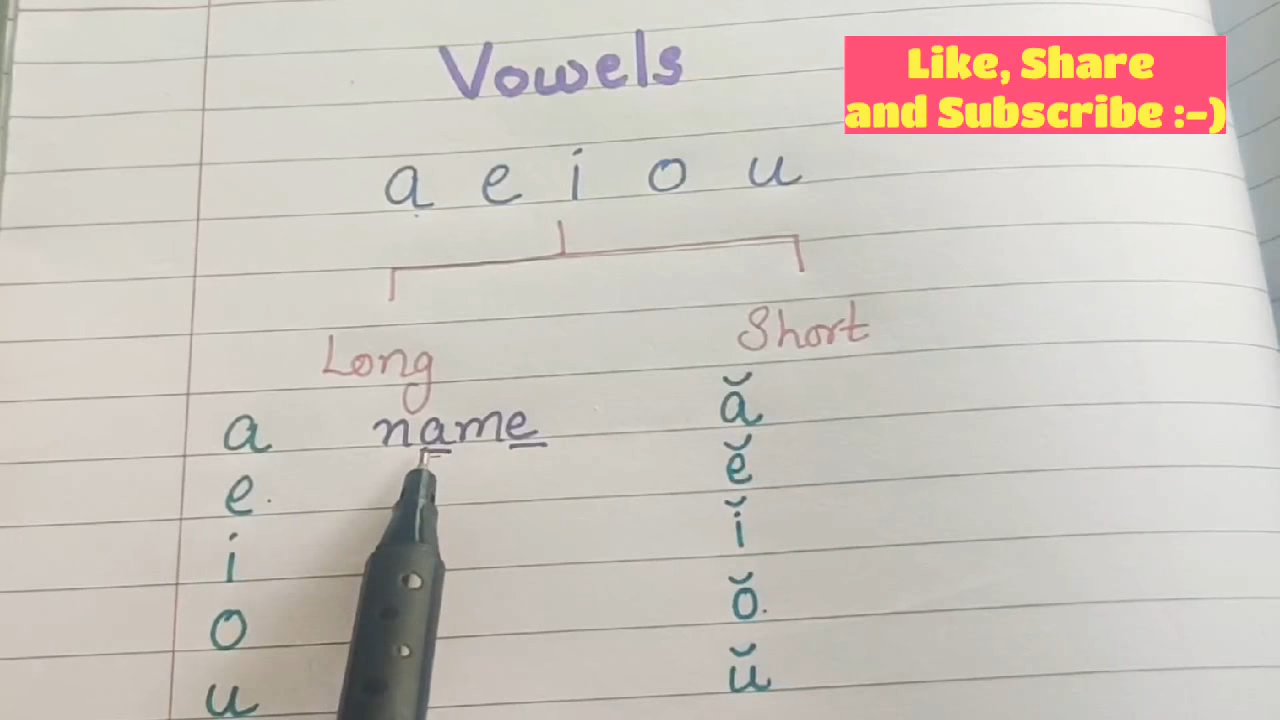 Vowels
Like, Share
and Subscribe :-)
a e i o u
Long Short
a name ă
e. ĕ
i ĭ
o ŏ.
u ŭ